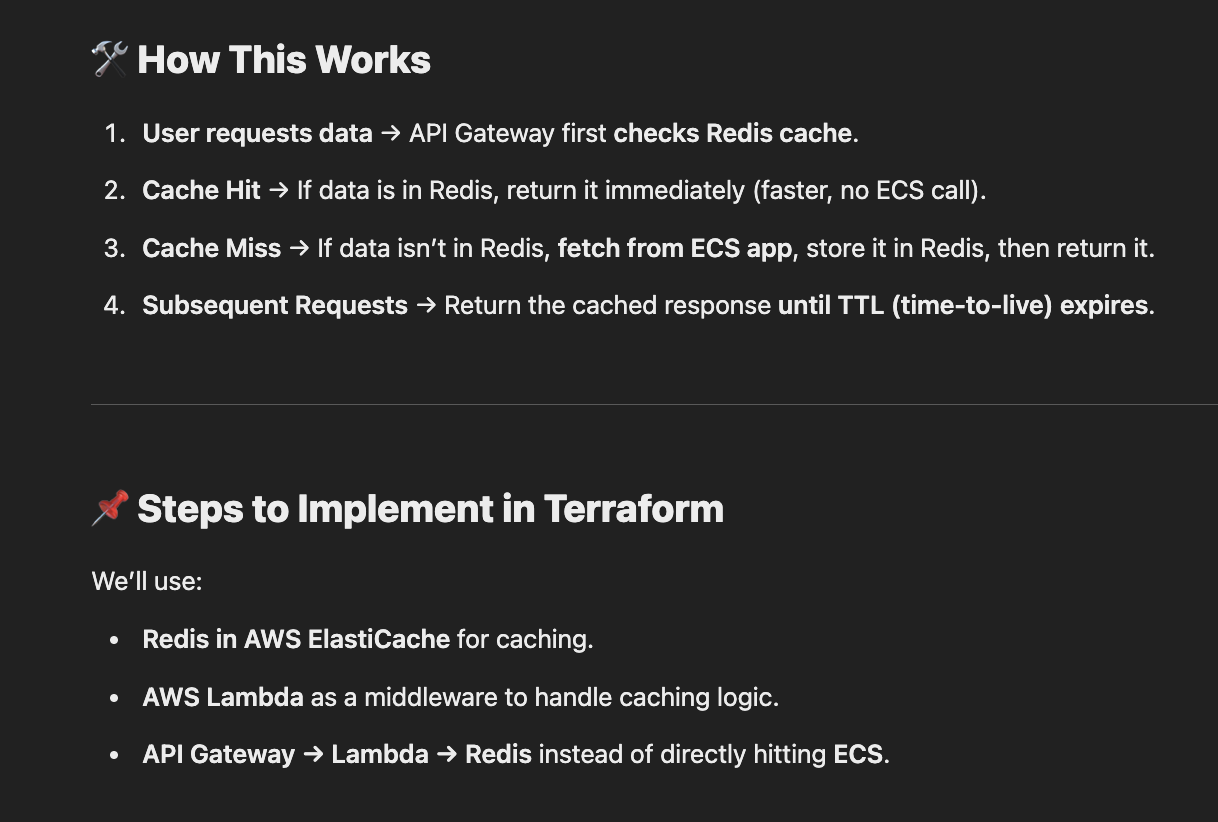 🛠️ How This Works
1. User requests data → API Gateway first checks Redis cache.
2. Cache Hit → If data is in Redis, return it immediately (faster, no ECS call).
3. Cache Miss → If data isn’t in Redis, fetch from ECS app, store it in Redis, then return it.
4. Subsequent Requests → Return the cached response until TTL (time-to-live) expires.
📌 Steps to Implement in Terraform
We’ll use:
• Redis in AWS ElastiCache for caching.
• AWS Lambda as a middleware to handle caching logic.
• API Gateway → Lambda → Redis instead of directly hitting ECS.